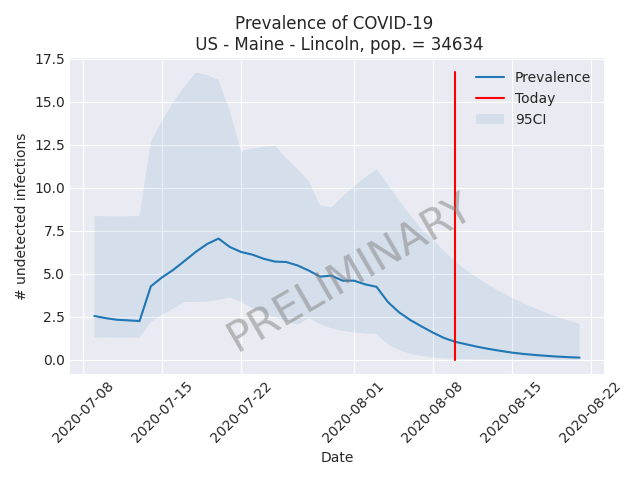 Prevalence of COVID-19
US - Maine - Lincoln, pop. = 34634
17.5
15.0
12.5
10.0
7.5
5.0
2.5
0.0
# undetected infections
Prevalence
Today
95CI
PRELIMINARY
2020-07-08
2020-07-15
2020-07-22
2020-08-01
2020-08-08
2020-08-15
2020-08-22
Date